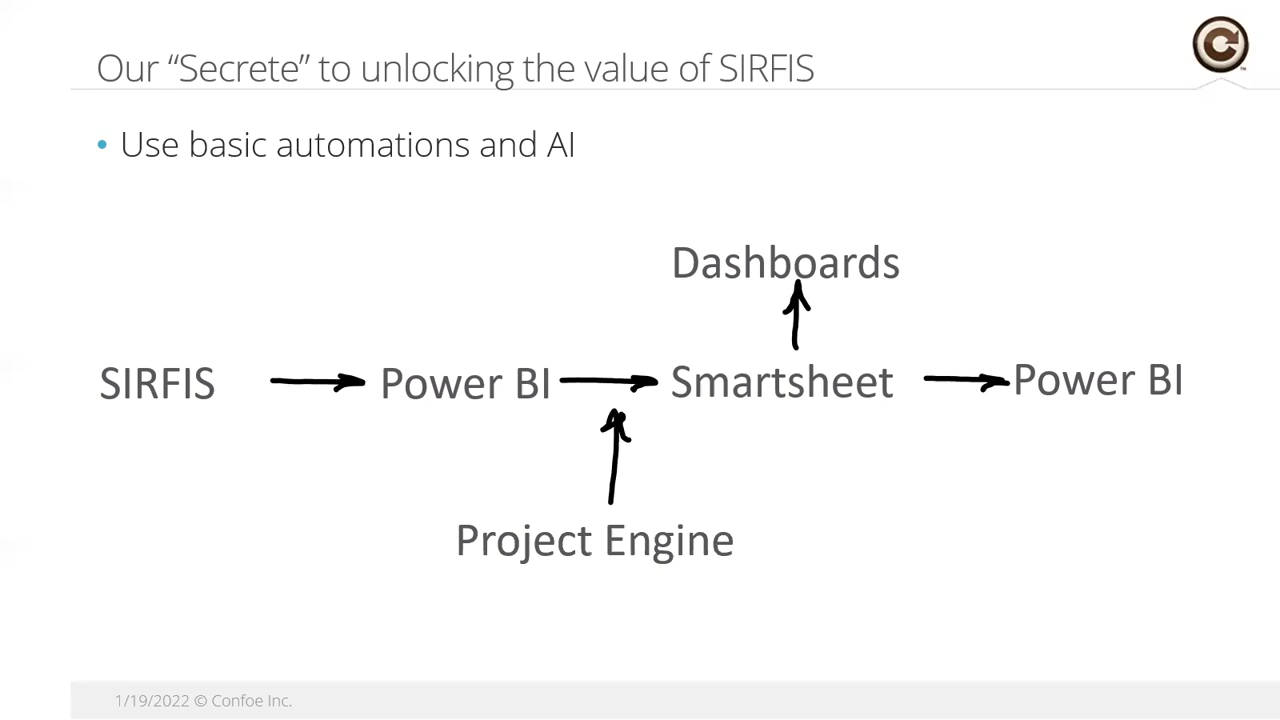 Our “Secrete” to unlocking the value of SIRFIS
• Use basic automations and AI
Dashboards
SIRFIS Power BI Smartsheet Power BI
Project Engine
1/19/2022 © Confoe Inc.